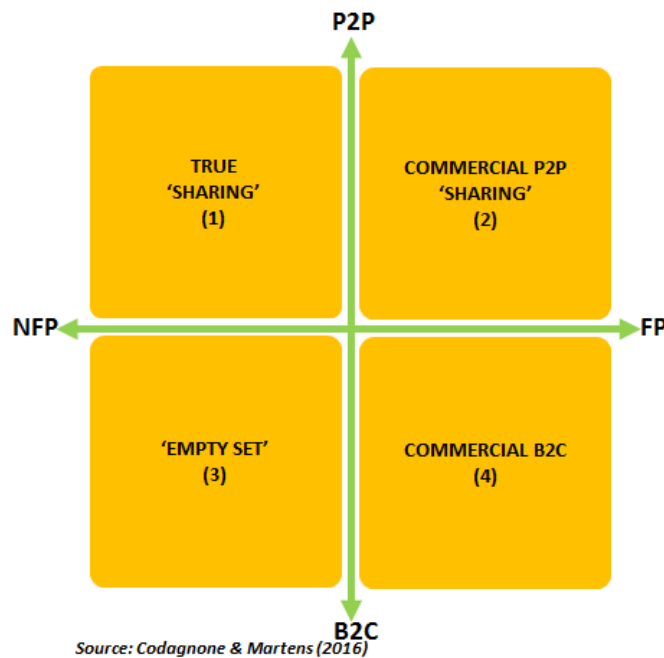 P2P
TRUE
‘SHARING’
(1)
COMMERCIAL P2P
‘SHARING’
(2)
NFP
FP
‘EMPTY SET’
(3)
COMMERCIAL B2C
(4)
B2C
Source: Codagnone & Martens (2016)